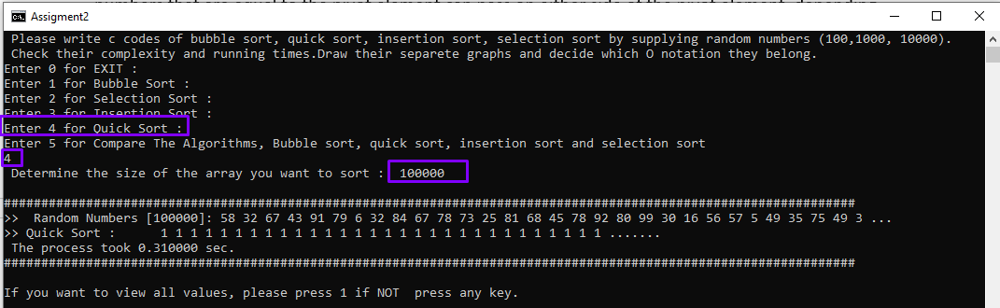 numbers that are equal to the pivot element can pass on either side of the pivot element, depending
Assigment2
Please write c codes of bubble sort, quick sort, insertion sort, selection sort by supplying random numbers (100,1000, 10000).
Check their complexity and running times.Draw their separete graphs and decide which O notation they belong.
Enter 0 for EXIT :
Enter 1 for Bubble Sort :
Enter 2 for Selection Sort :
Enter 3 for Insertion Sort :
Enter 4 for Quick Sort :
Enter 5 for Compare The Algorithms, Bubble sort, quick sort, insertion sort and selection sort
4
Determine the size of the array you want to sort : 100000
##################################################################################################################
>> Random Numbers [100000]: 58 32 67 43 91 79 6 32 84 67 78 73 25 81 68 45 78 92 80 99 30 16 56 57 5 49 35 75 49 3 ...
>> Quick Sort : 1 1 1 1 1 1 1 1 1 1 1 1 1 1 1 1 1 1 1 1 1 1 1 1 1 1 1 1 1 1 .......
The process took 0.310000 sec.
##################################################################################################################
If you want to view all values, please press 1 if NOT press any key.